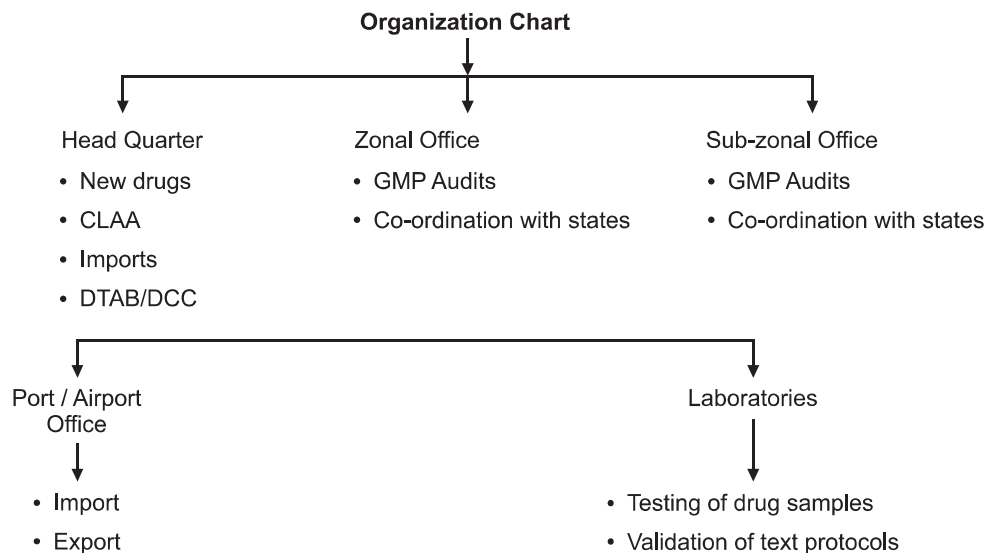 Organization Chart
Head Quarter
• New drugs
• CLAA
• Imports
• DTAB/DCC
Zonal Office
• GMP Audits
• Co-ordination with states
Sub-zonal Office
• GMP Audits
• Co-ordination with states
Port / Airport
Office
• Import
• Export
Laboratories
• Testing of drug samples
• Validation of text protocols